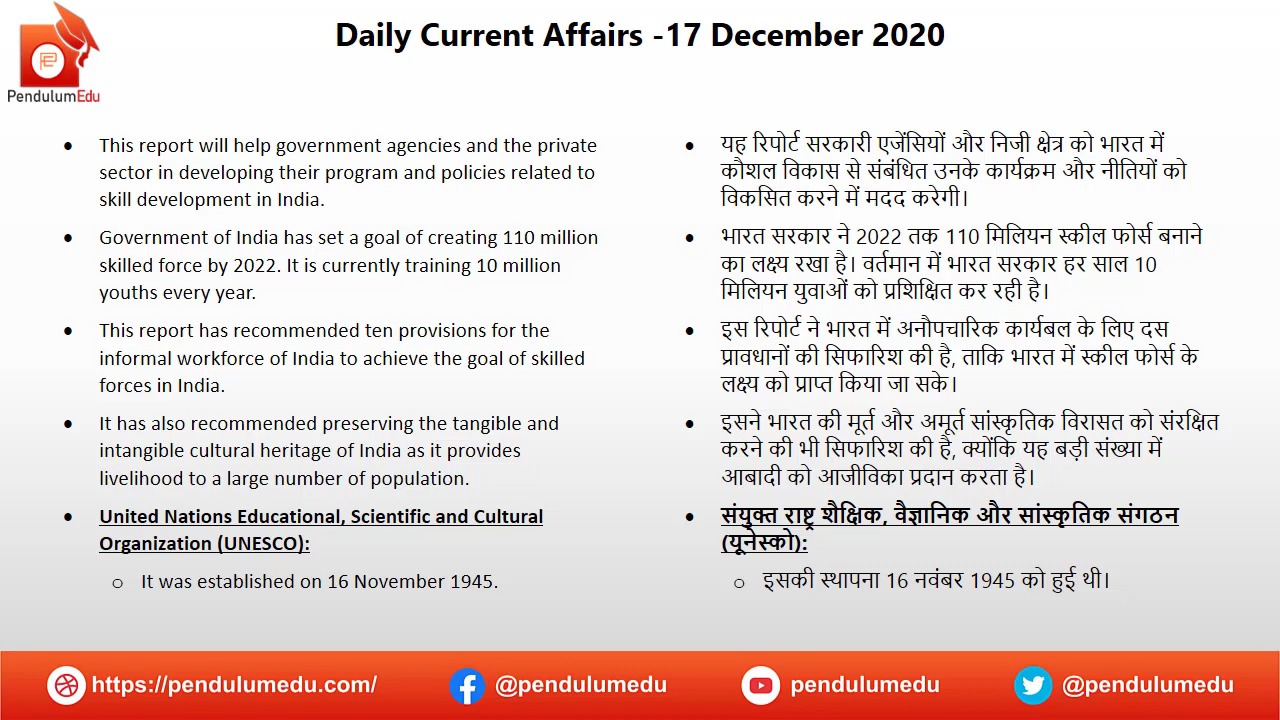 Daily Current Affairs -17 December 2020
PendulumEdu
• This report will help government agencies and the private
sector in developing their program and policies related to
skill development in India.
• Government of India has set a goal of creating 110 million
skilled force by 2022. It is currently training 10 million
youths every year.
• This report has recommended ten provisions for the
informal workforce of India to achieve the goal of skilled
forces in India.
• It has also recommended preserving the tangible and
intangible cultural heritage of India as it provides
livelihood to a large number of population.
• United Nations Educational, Scientific and Cultural
Organization (UNESCO):
o It was established on 16 November 1945.
• यह रिपोर्ट सरकारी एजेंसियों और निजी क्षेत्र को भारत में
कौशल विकास से संबंधित उनके कार्यक्रम और नीतियों को
विकसित करने में मदद करेगी।
• भारत सरकार ने 2022 तक 110 मिलियन स्कील फोर्स बनाने
का लक्ष्य रखा है। वर्तमान में भारत सरकार हर साल 10
मिलियन युवाओं को प्रशिक्षित कर रही है।
• इस रिपोर्ट ने भारत में अनौपचारिक कार्यबल के लिए दस
प्रावधानों की सिफारिश की है, ताकि भारत में स्कील फोर्स के
लक्ष्य को प्राप्त किया जा सके।
• इसने भारत की मूर्त और अमूर्त सांस्कृतिक विरासत को संरक्षित
करने की भी सिफारिश की है, क्योंकि यह बड़ी संख्या में
आबादी को आजीविका प्रदान करता है।
• संयुक्त राष्ट्र शैक्षिक, वैज्ञानिक और सांस्कृतिक संगठन
(यूनेस्को):
o इसकी स्थापना 16 नवंबर 1945 को हुई थी।
https://pendulumedu.com/
@pendulumedu
pendulumedu
@pendulumedu